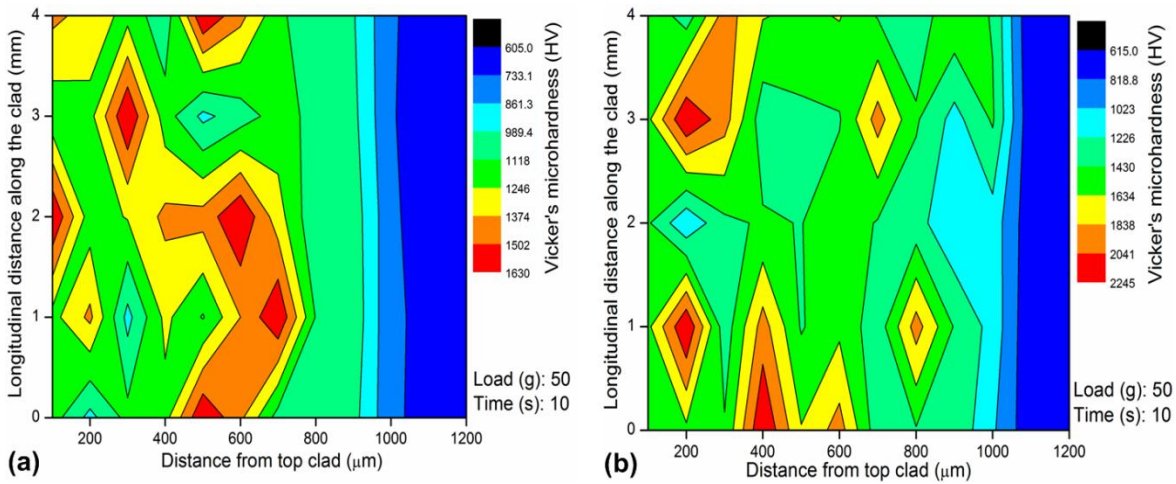 4
3
2
1
0
Longitudinal distance along the clad (mm)
200 400 600 800 1000 1200
Distance from top clad (μm)
(a)
605.0
733.1
861.3
989.4
1118
1246
1374
1502
1630
Vicker's microhardness (HV)
Load (g): 50
Time (s): 10
4
3
2
1
0
Longitudinal distance along the clad (mm)
200 400 600 800 1000 1200
Distance from top clad (μm)
(b)
615.0
818.8
1023
1226
1430
1634
1838
2041
2245
Vicker's microhardness (HV)
Load (g): 50
Time (s): 10